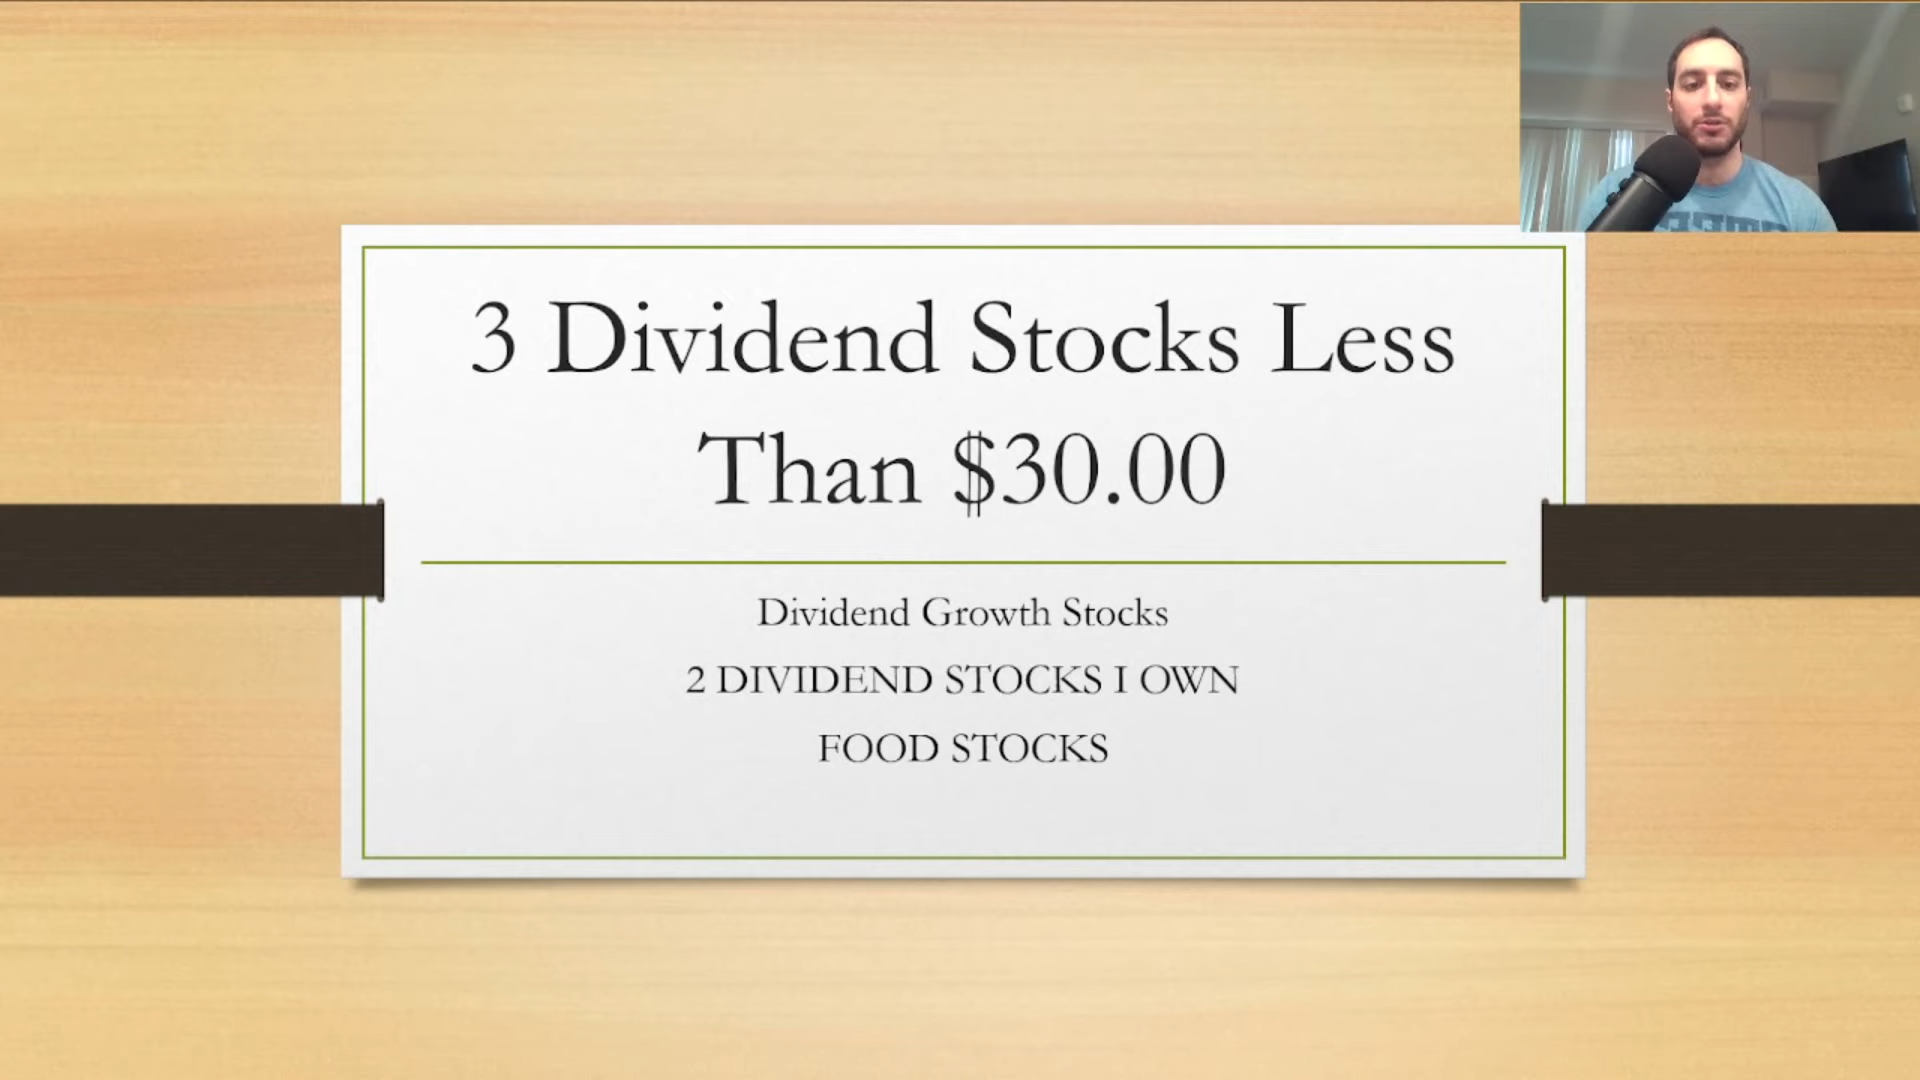 3 Dividend Stocks Less
Than $30.00
Dividend Growth Stocks
2 DIVIDEND STOCKS I OWN
FOOD STOCKS